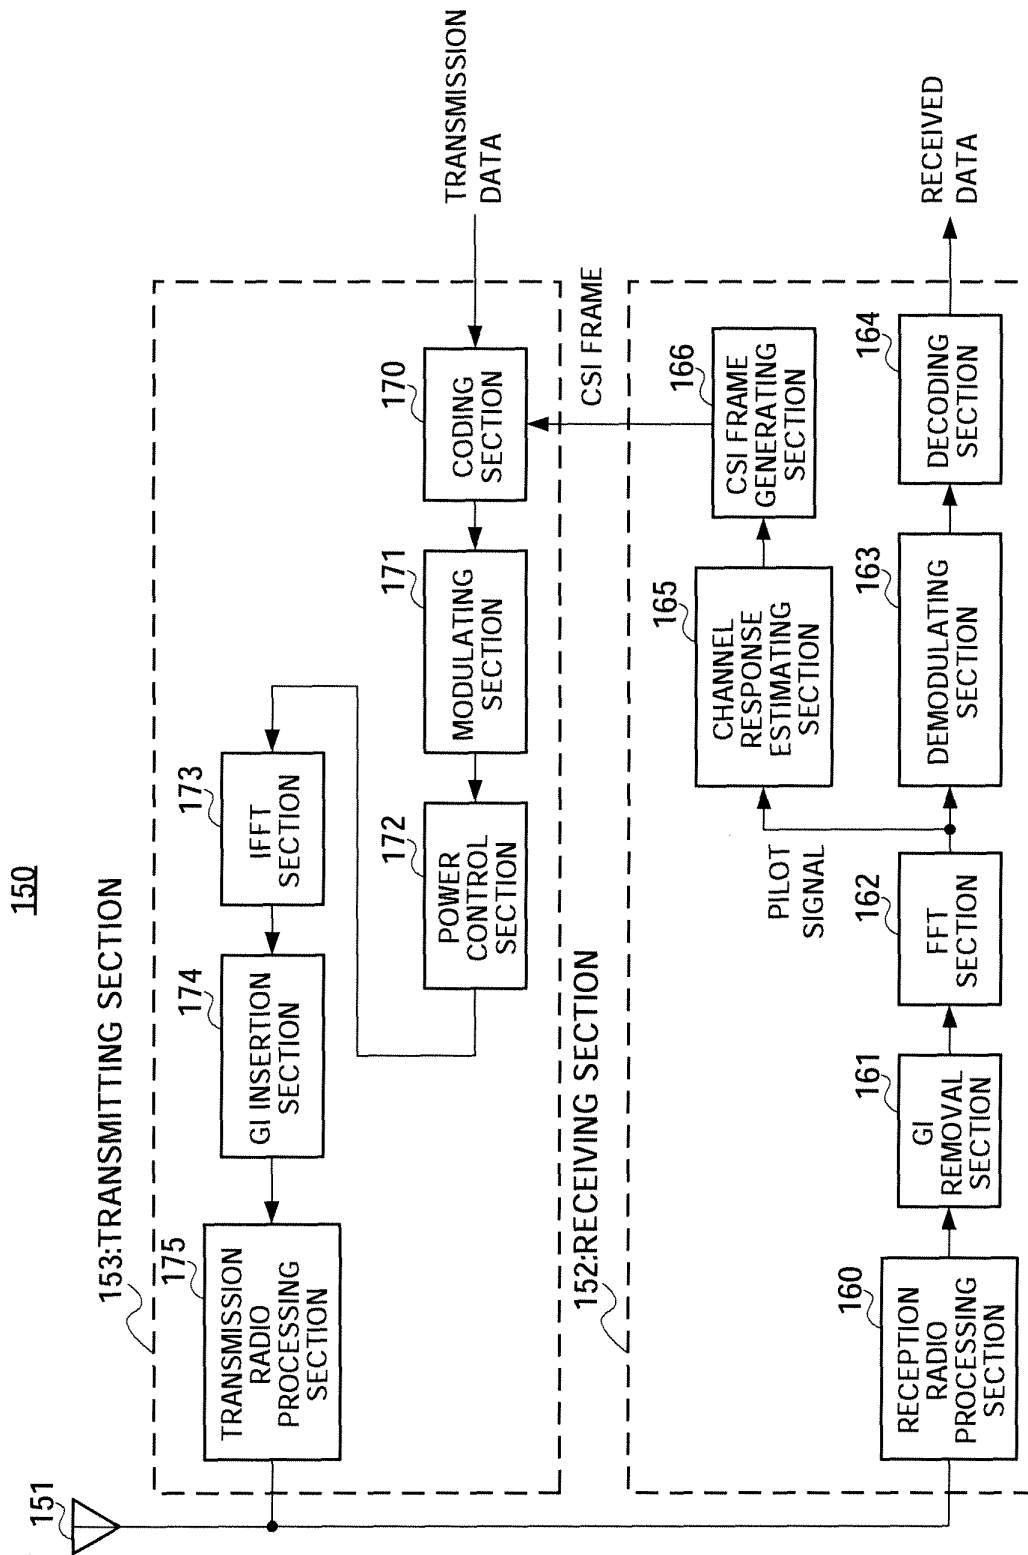 150
151
153:TRANSMITTING SECTION
175
TRANSMISSION
RADIO
PROCESSING
SECTION
174
GI INSERTION
SECTION
173
IFFT
SECTION
172
POWER
CONTROL
SECTION
171
MODULATING
SECTION
170
CODING
SECTION
TRANSMISSION
DATA
CSI FRAME
152:RECEIVING SECTION
160
RECEPTION
RADIO
PROCESSING
SECTION
161
GI
REMOVAL
SECTION
162
FFT
SECTION
PILOT
SIGNAL
165
CHANNEL
RESPONSE
ESTIMATING
SECTION
166
CSI FRAME
GENERATING
SECTION
163
DEMODULATING
SECTION
164
DECODING
SECTION
RECEIVED
DATA